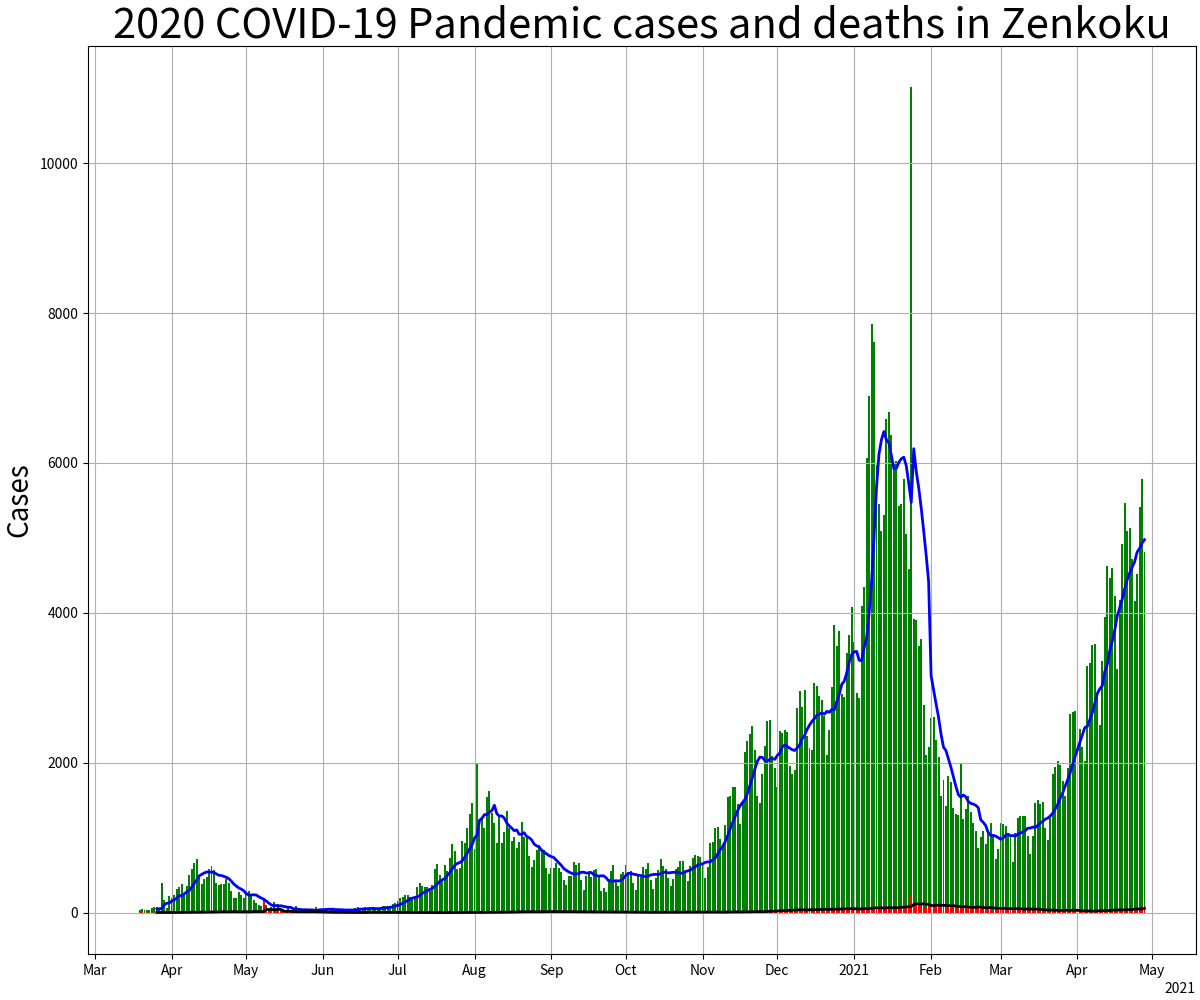 2020 COVID-19 Pandemic cases and deaths in Zenkoku
Cases
10000
8000
6000
4000
2000
0
Mar Apr May Jun Jul Aug Sep Oct Nov Dec 2021 Feb Mar Apr May
2021